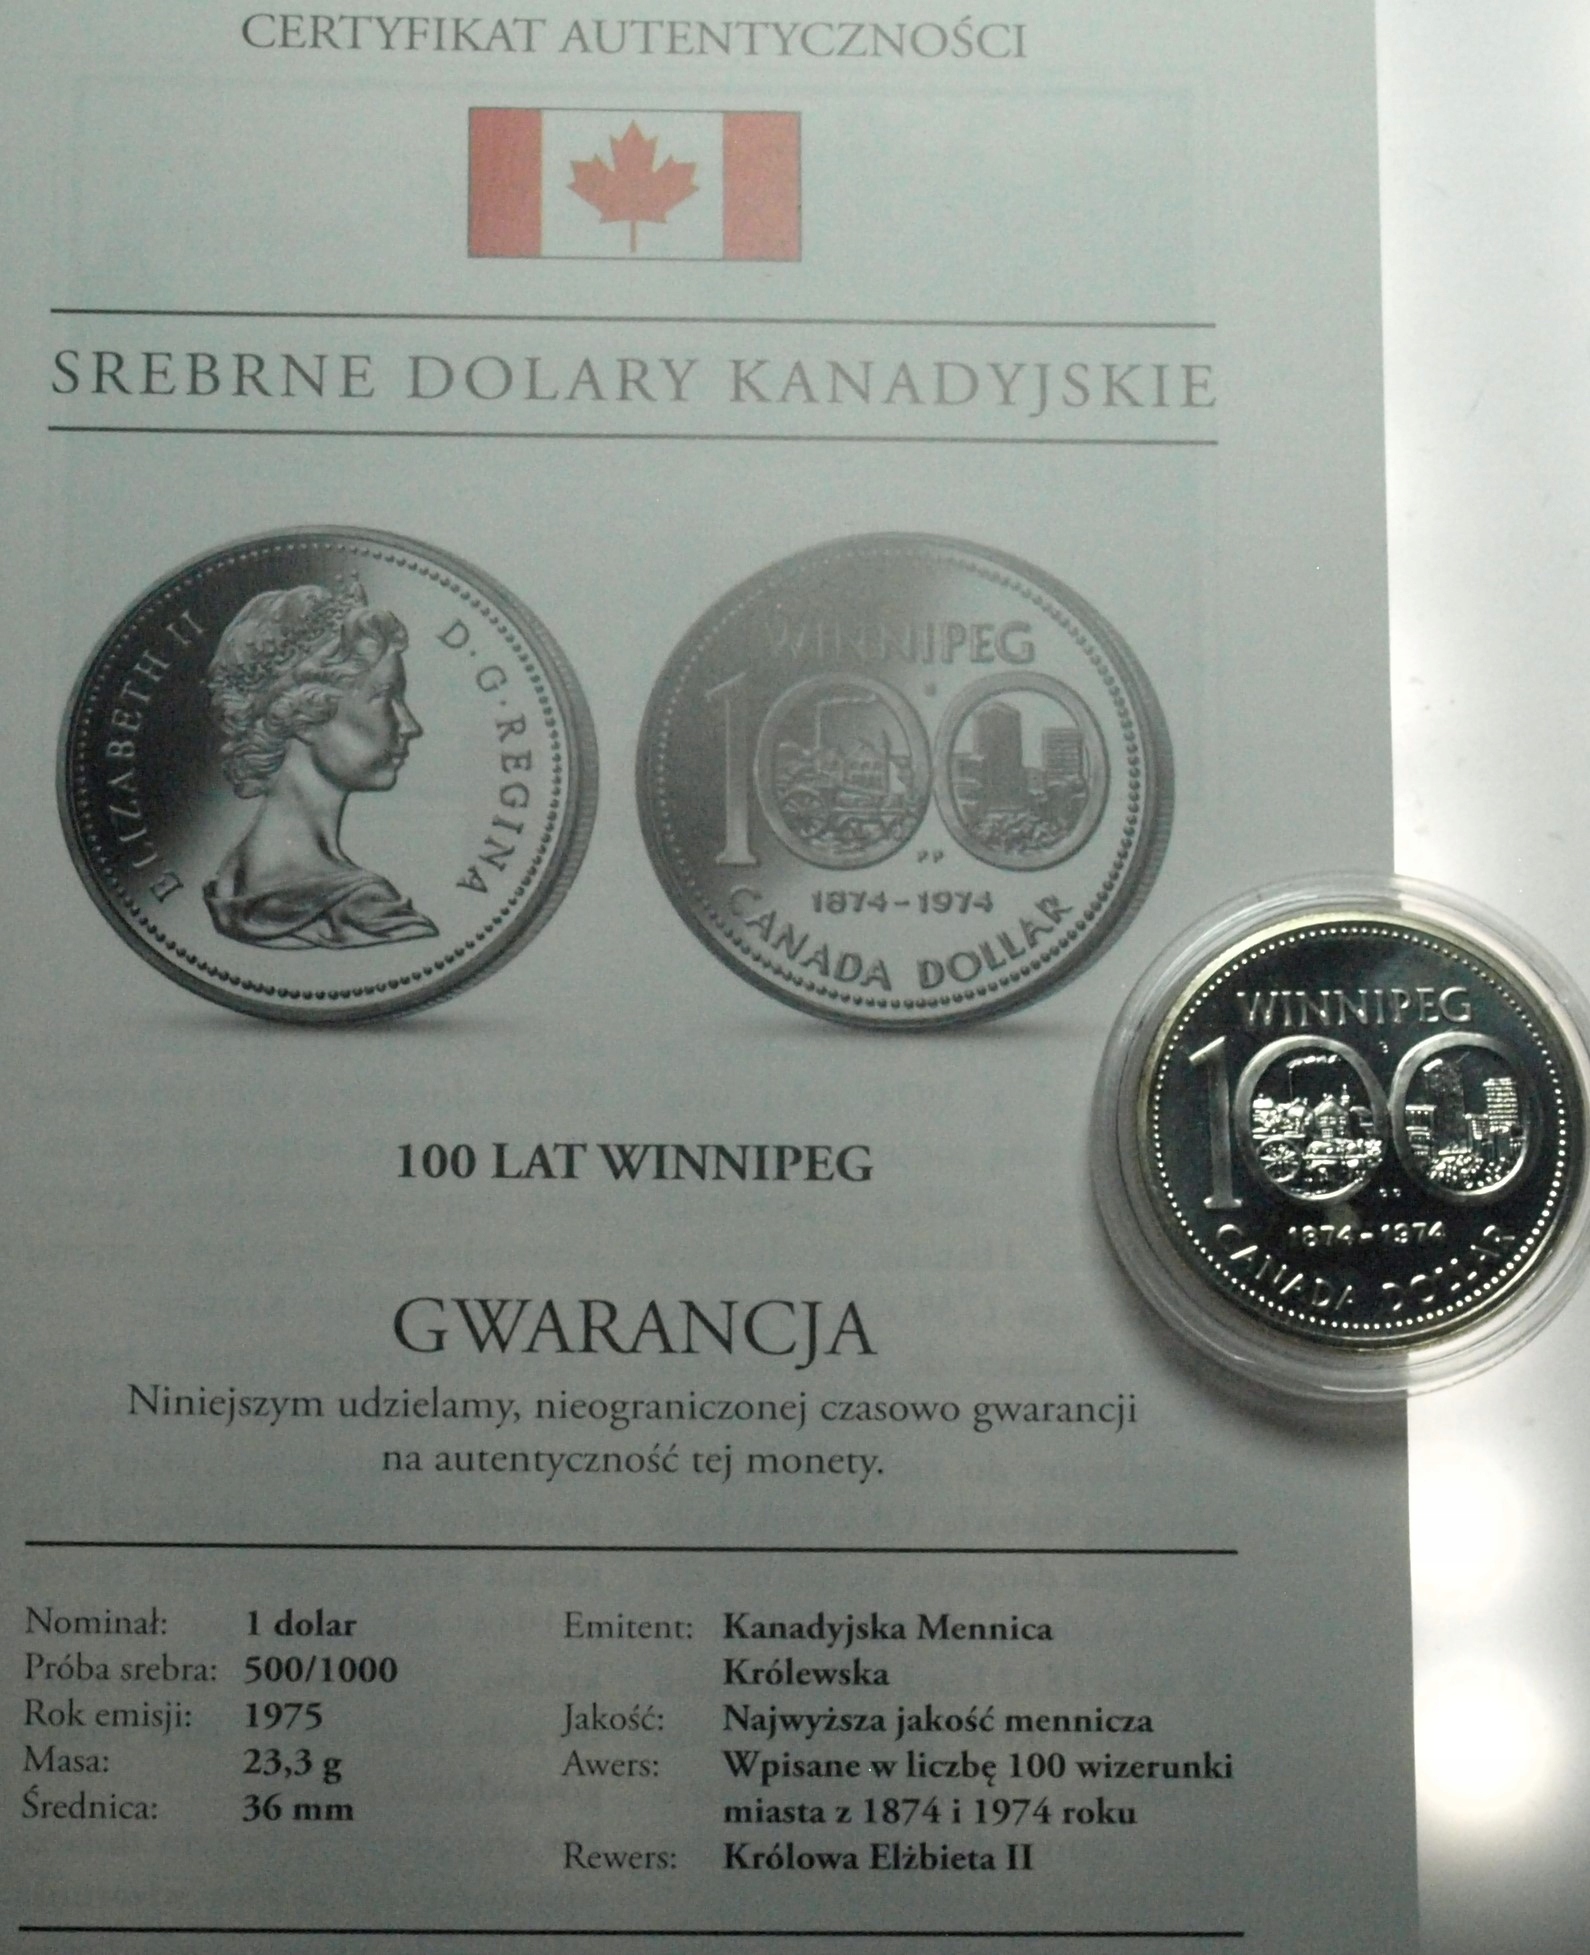 CERTYFIKAT AUTENTYCZNOŚCI
SREBRNE DOLARY KANADYJSKIE
ELIZABETH II D·G·REGINA
WINNIPEG
100
PP
1874-1974
CANADA DOLLAR
WINNIPEG
100
1874-1974
CANADA DOLLAR
100 LAT WINNIPEG
GWARANCJA
Niniejszym udzielamy, nieograniczonej czasowo gwarancji
na autentyczność tej monety.
Nominał: 1 dolar
Próba srebra: 500/1000
Rok emisji: 1975
Masa: 23,3 g
Średnica: 36 mm
Emitent: Kanadyjska Mennica
Królewska
Jakość: Najwyższa jakość mennicza
Awers: Wpisane w liczbę 100 wizerunki
miasta z 1874 i 1974 roku
Rewers: Królowa Elżbieta II